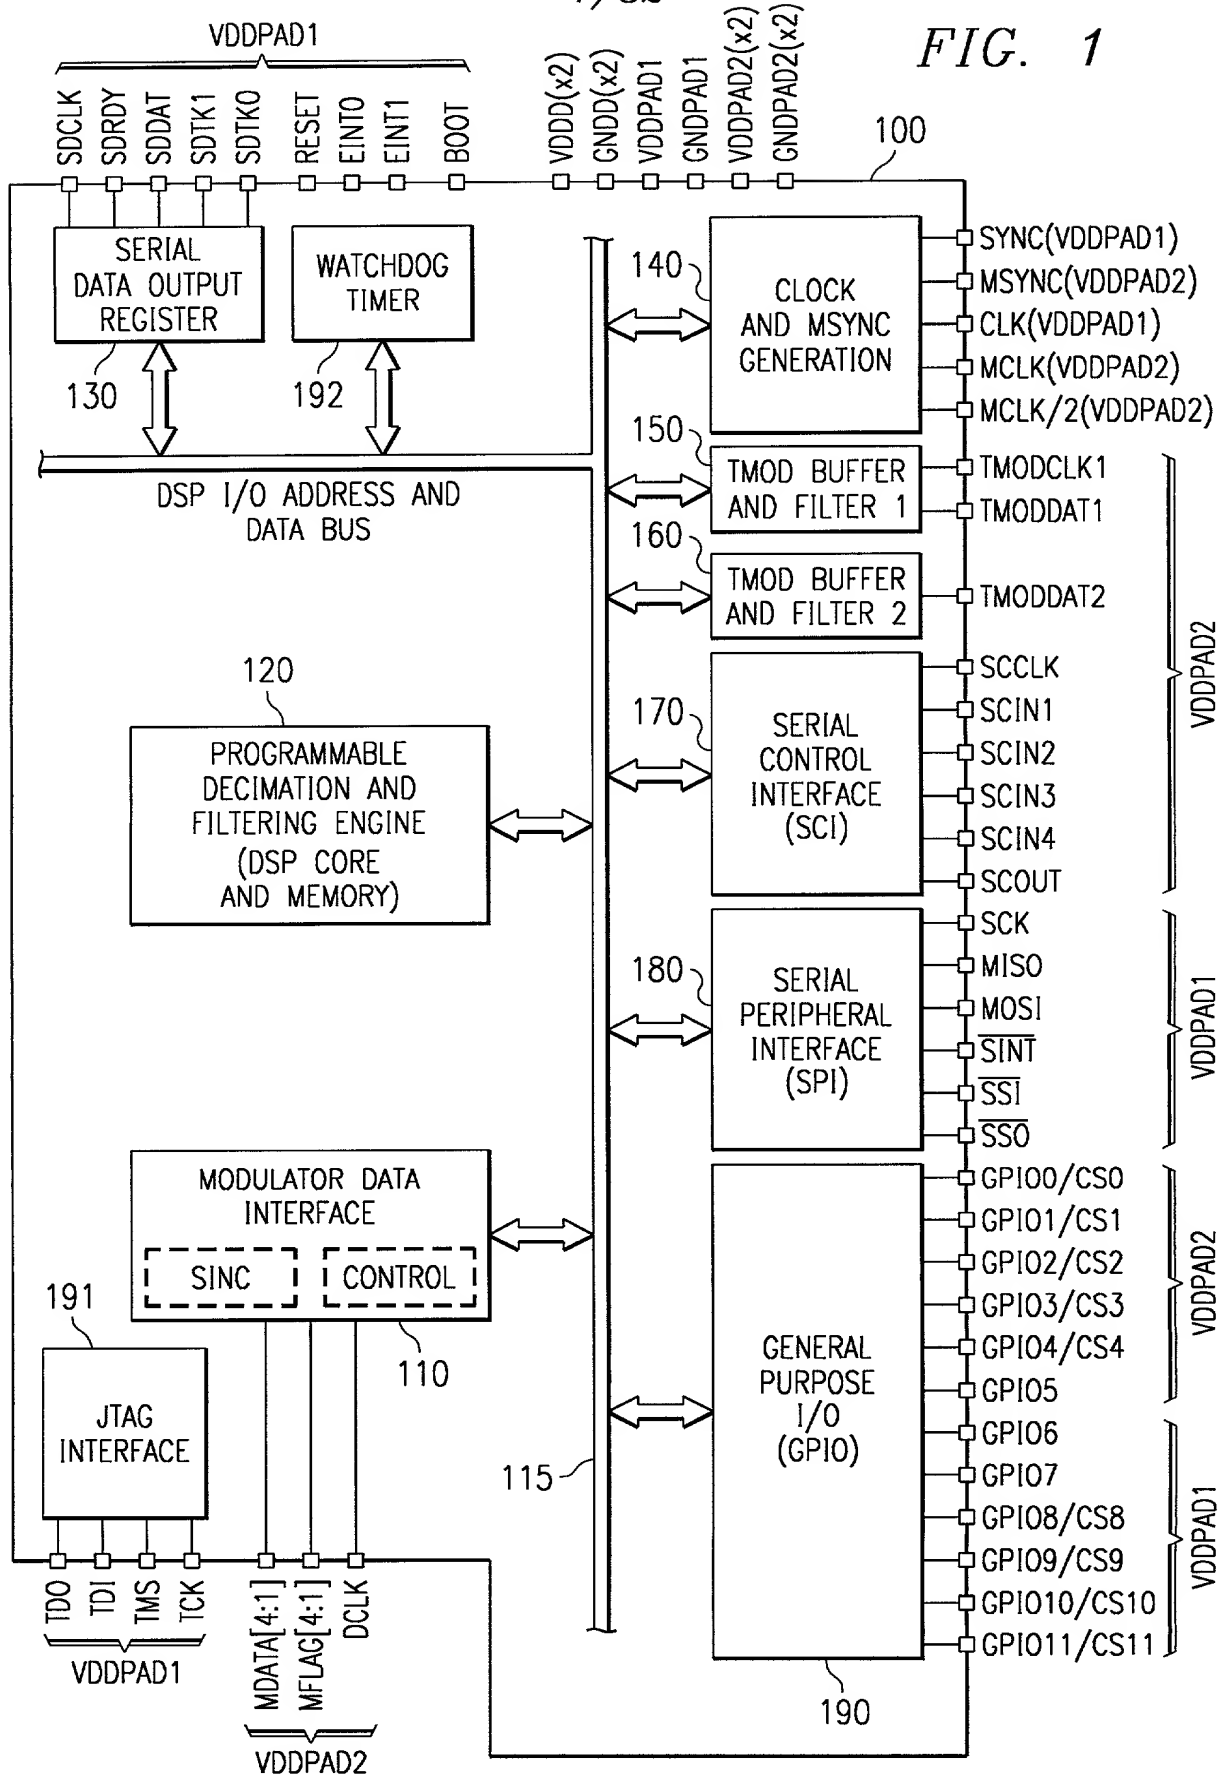 FIG. 1
VDDPAD1
SDCLK
SDRDY
SDDAT
SDTK1
SDTK0
RESET
EINT0
EINT1
BOOT
VDDD(x2)
GNDD(x2)
VDDPAD1
GNDPAD1
VDDPAD2(x2)
GNDPAD2(x2)
100
SERIAL
DATA OUTPUT
REGISTER
130
WATCHDOG
TIMER
192
DSP I/O ADDRESS AND
DATA BUS
140
CLOCK
AND MSYNC
GENERATION
SYNC(VDDPAD1)
MSYNC(VDDPAD2)
CLK(VDDPAD1)
MCLK(VDDPAD2)
MCLK/2(VDDPAD2)
150
TMOD BUFFER
AND FILTER 1
TMODCLK1
TMODDAT1
160
TMOD BUFFER
AND FILTER 2
TMODDAT2
120
PROGRAMMABLE
DECIMATION AND
FILTERING ENGINE
(DSP CORE
AND MEMORY)
170
SERIAL
CONTROL
INTERFACE
(SCI)
SCCLK
SCIN1
SCIN2
SCIN3
SCIN4
SCOUT
VDDPAD2
180
SERIAL
PERIPHERAL
INTERFACE
(SPI)
SCK
MISO
MOSI
SINT
SSI
SSO
VDDPAD1
MODULATOR DATA
INTERFACE
SINC
CONTROL
110
191
JTAG
INTERFACE
115
GENERAL
PURPOSE
I/O
(GPIO)
190
GPIO0/CS0
GPIO1/CS1
GPIO2/CS2
GPIO3/CS3
GPIO4/CS4
GPIO5
GPIO6
GPIO7
GPIO8/CS8
GPIO9/CS9
GPIO10/CS10
GPIO11/CS11
VDDPAD2
VDDPAD1
TDO
TDI
TMS
TCK
VDDPAD1
MDATA[4:1]
MFLAG[4:1]
DCLK
VDDPAD2